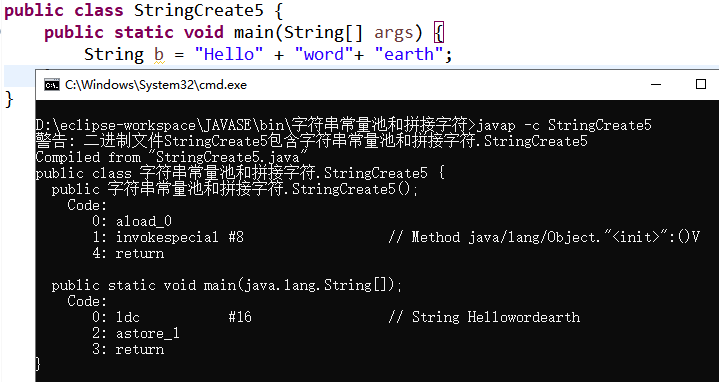 public class StringCreate5 {
public static void main(String[] args) {
String b = "Hello" + "word"+ "earth";
}
C:\Windows\System32\cmd.exe
D:\eclipse-workspace\JAVASE\bin\字符串常量池和拼接字符>javap -c StringCreate5
警告: 二进制文件StringCreate5包含字符串常量池和拼接字符.StringCreate5
Compiled from "StringCreate5.java"
public class 字符串常量池和拼接字符.StringCreate5 {
public 字符串常量池和拼接字符.StringCreate5();
Code:
0: aload_0
1: invokespecial #8 // Method java/lang/Object."<init>":()V
4: return
public static void main(java.lang.String[]);
Code:
0: ldc #16 // String Hellowordearth
2: astore_1
3: return
}